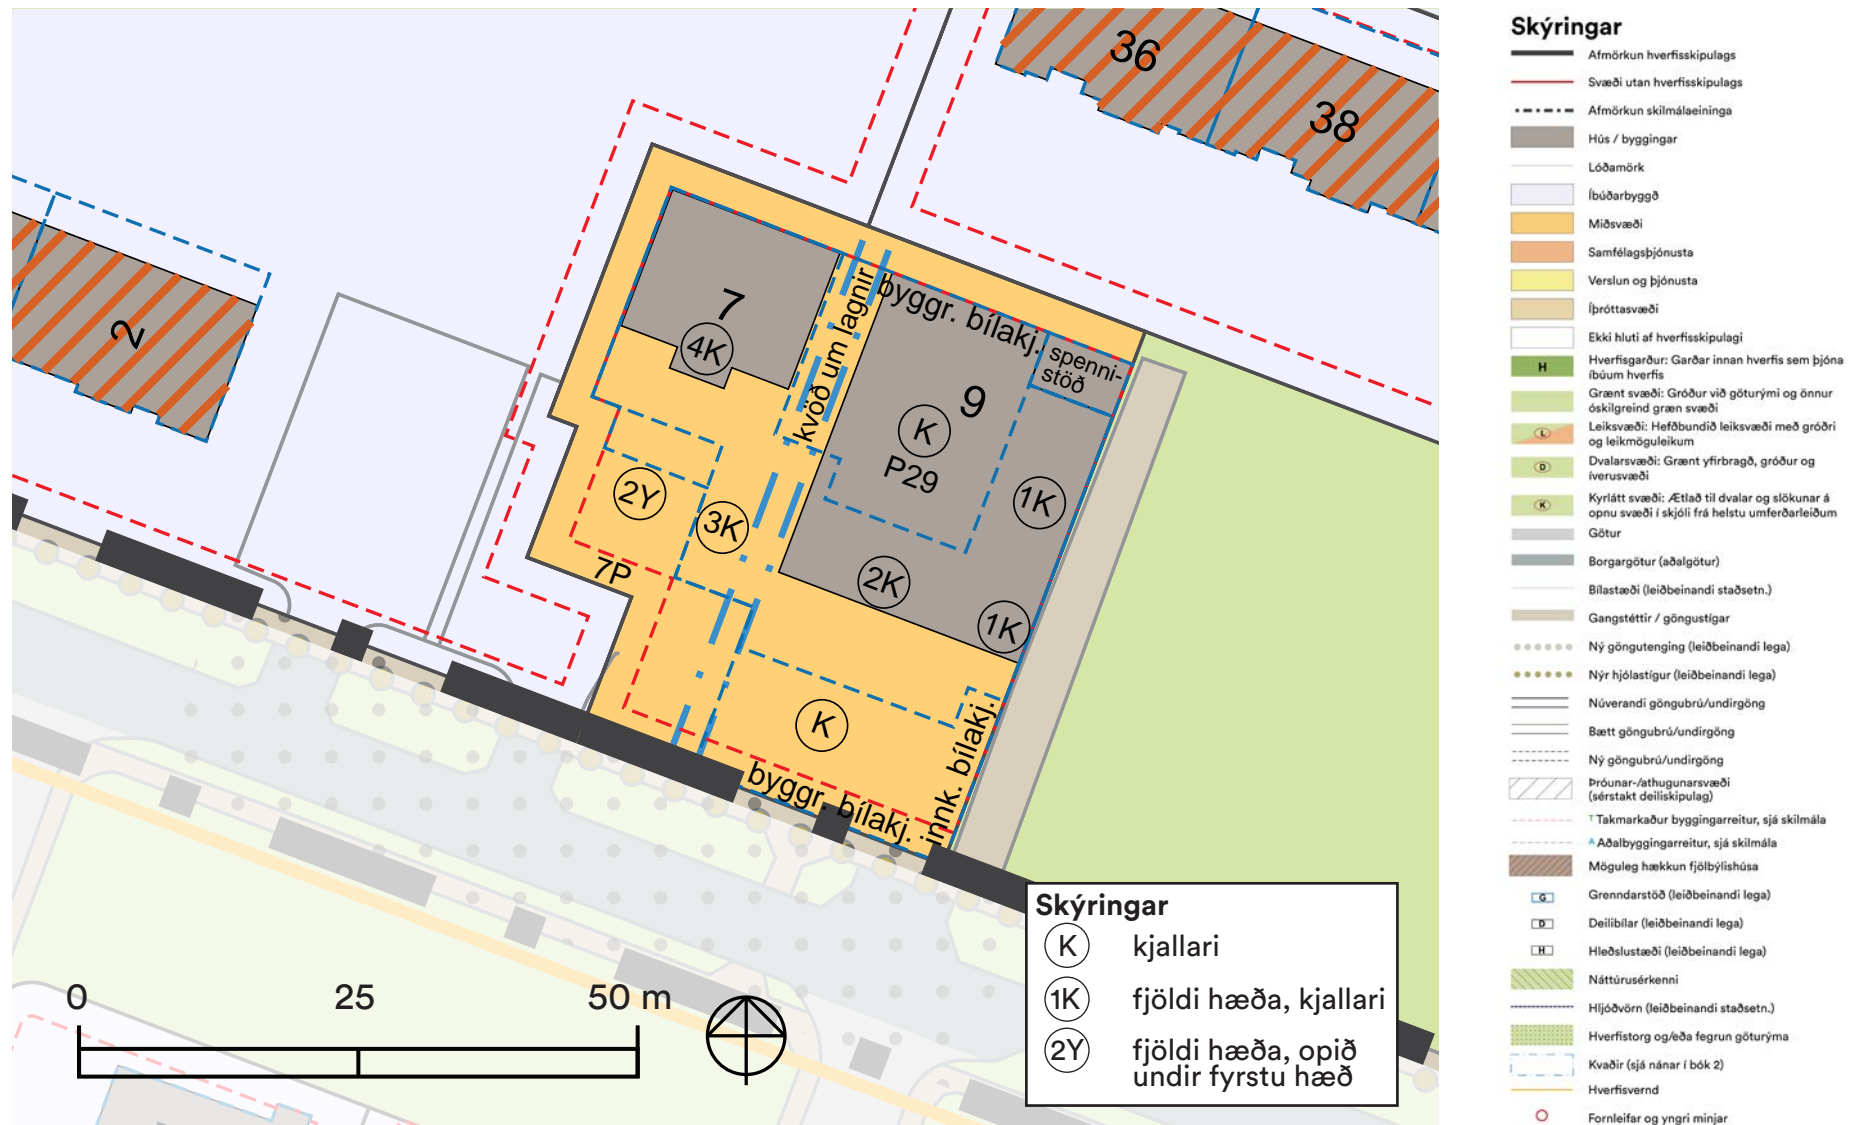 36
38
2
7
4K
kvöð um lagnir
byggr. bílakj.
spenni-
stöð
9
K
P29
1K
2Y
3K
7P
2K
1K
K
byggr. bílakj.
innk. bílakj.
0
25
50 m
Skýringar
K kjallari
1K fjöldi hæða, kjallari
2Y fjöldi hæða, opið
undir fyrstu hæð
Skýringar
Afmörkun hverfisskipulags
Svæði utan hverfisskipulags
Afmörkun skilmálaeininga
Hús / byggingar
Lóðamörk
Íbúðarbyggð
Miðsvæði
Samfélagsþjónusta
Verslun og þjónusta
Íþróttasvæði
Ekki hluti af hverfisskipulagi
H Hverfisgarður: Garðar innan hverfis sem þjóna
íbúum hverfis
Grænt svæði: Gróður við göturými og önnur
óskilgreind græn svæði
L Leiksvæði: Hefðbundið leiksvæði með gróðri
og leikmöguleikum
D Dvalarsvæði: Grænt yfirbragð, gróður og
íverusvæði
K Kyrlátt svæði: Ætlað til dvalar og slökunar á
opnu svæði í skjóli frá helstu umferðarleiðum
Götur
Borgargötur (aðalgötur)
Bílastæði (leiðbeinandi staðsetn.)
Gangstéttir / göngustígar
Ný göngutenging (leiðbeinandi lega)
Nýr hjólastígur (leiðbeinandi lega)
Núverandi göngubrú/undirgöng
Bætt göngubrú/undirgöng
Ný göngubrú/undirgöng
Þróunar-/athugunarsvæði
(sérstakt deiliskipulag)
T Takmarkaður byggingarreitur, sjá skilmála
A Aðalbyggingarreitur, sjá skilmála
Möguleg hækkun fjölbýlishúsa
G Grenndarstöð (leiðbeinandi lega)
D Deilibílar (leiðbeinandi lega)
H Hleðslustæði (leiðbeinandi lega)
Náttúrusérkenni
Hljóðvörn (leiðbeinandi staðsetn.)
Hverfistorg og/eða fegrun göturýma
Kvaðir (sjá nánar í bók 2)
Hverfisvernd
Fornleifar og yngri minjar